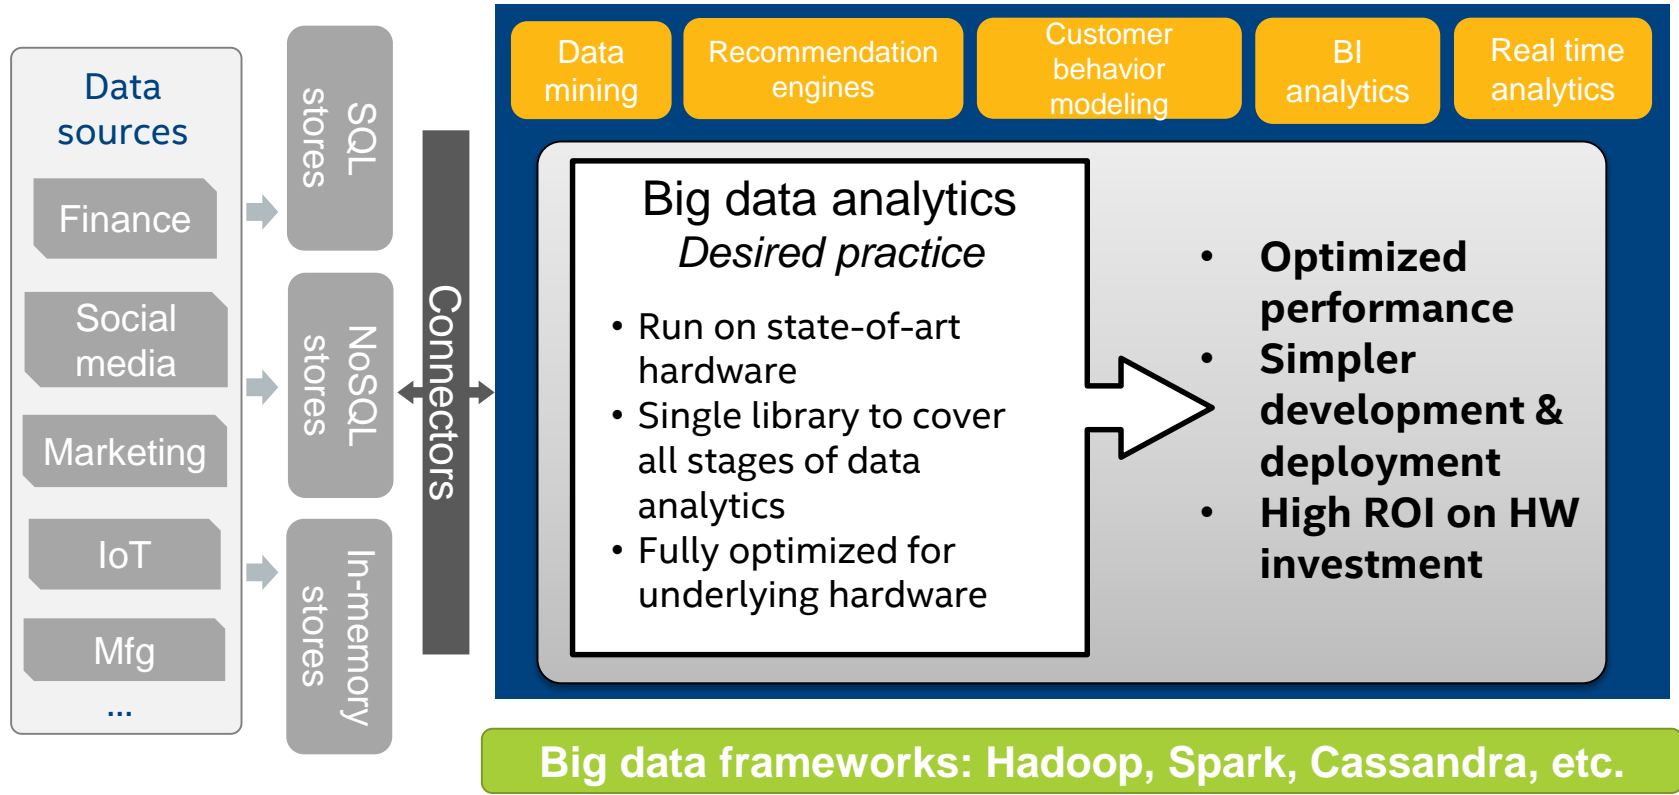 Data
sources
Finance
Social
media
Marketing
IoT
Mfg
...
SQL
stores
NoSQL
stores
In-memory
stores
Connectors
Data
mining
Recommendation
engines
Customer
behavior
modeling
BI
analytics
Real time
analytics
Big data analytics
Desired practice
• Run on state-of-art
hardware
• Single library to cover
all stages of data
analytics
• Fully optimized for
underlying hardware
• Optimized
performance
• Simpler
development &
deployment
• High ROI on HW
investment
Big data frameworks: Hadoop, Spark, Cassandra, etc.